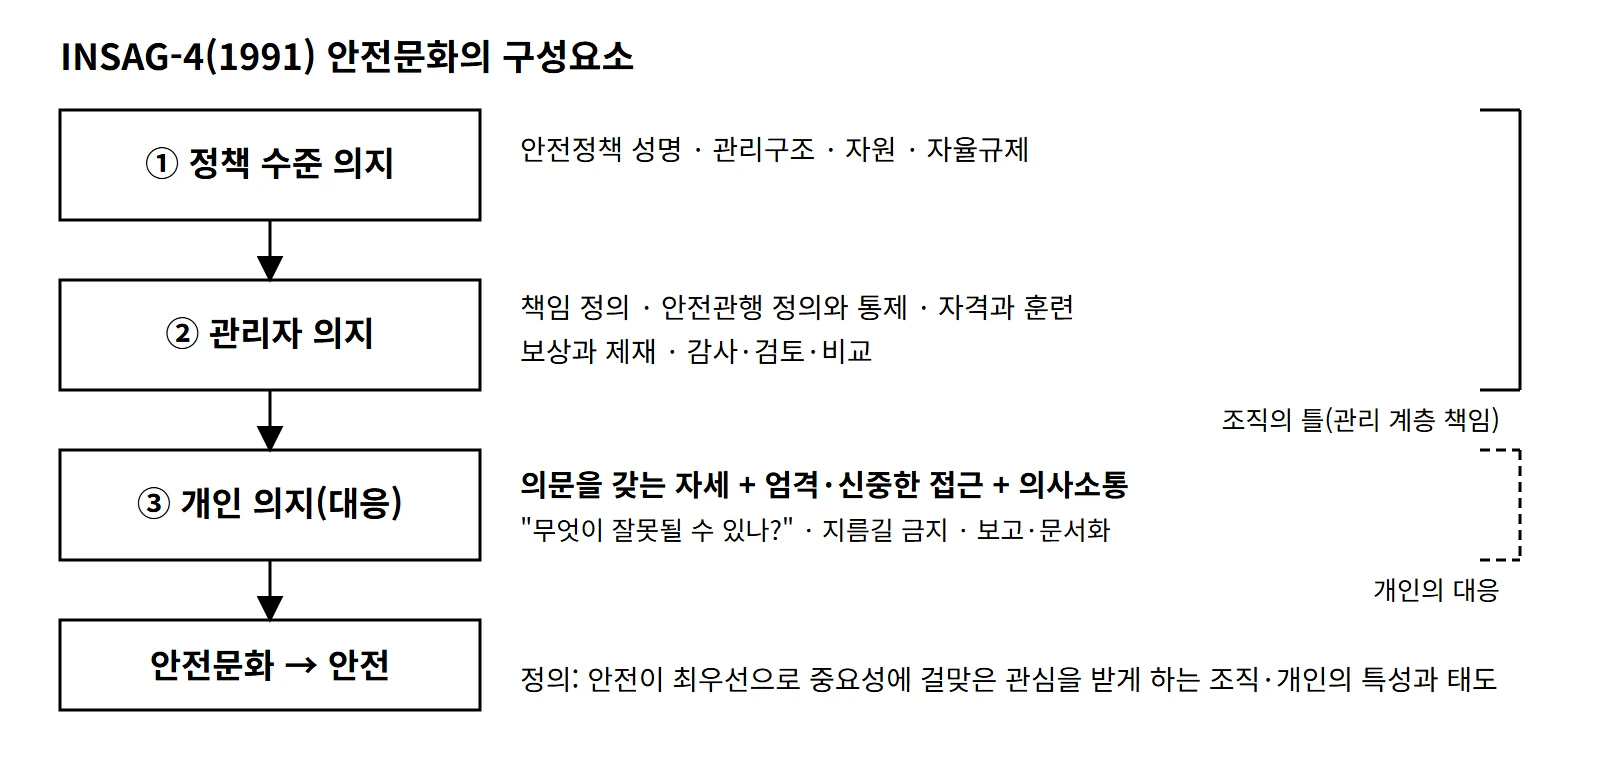 INSAG-4(1991) 안전문화의 구성요소
① 정책 수준 의지
안전정책 성명 · 관리구조 · 자원 · 자율규제
② 관리자 의지
책임 정의 · 안전관행 정의와 통제 · 자격과 훈련
보상과 제재 · 감사·검토·비교
조직의 틀(관리 계층 책임)
③ 개인 의지(대응)
의문을 갖는 자세 + 엄격·신중한 접근 + 의사소통
"무엇이 잘못될 수 있나?" · 지름길 금지 · 보고·문서화
개인의 대응
안전문화 → 안전
정의: 안전이 최우선으로 중요성에 걸맞은 관심을 받게 하는 조직·개인의 특성과 태도